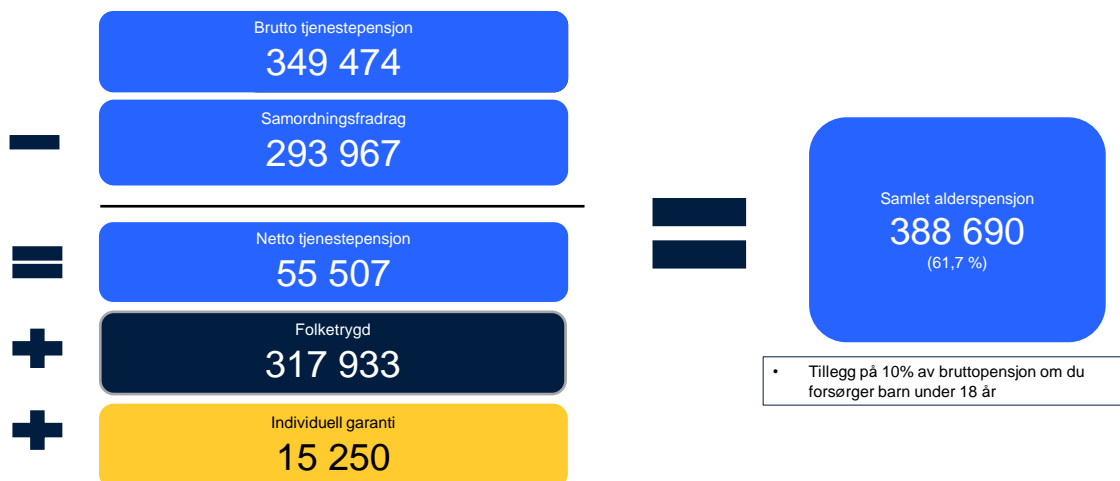 Brutto tjenestepensjon
349 474
Samordningsfradrag
293 967
Netto tjenestepensjon
55 507
Folketrygd
317 933
Individuell garanti
15 250
Samlet alderspensjon
388 690
(61,7 %)
• Tillegg på 10% av bruttopensjon om du
forsørger barn under 18 år